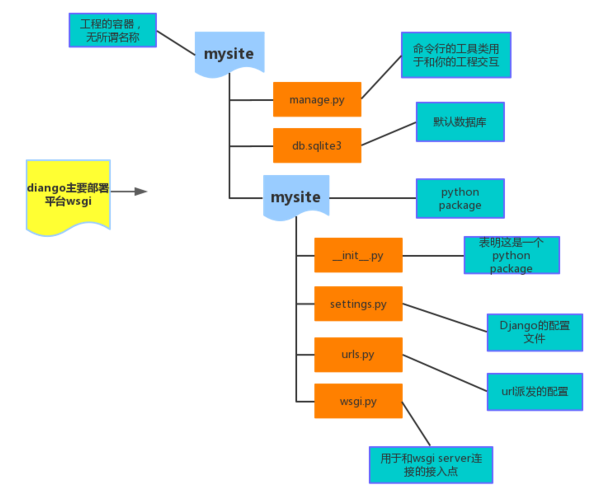 工程的容器，
无所谓名称
mysite
命令行的工具类用
于和你的工程交互
manage.py
默认数据库
db.sqlite3
diango主要部署
平台wsgi
mysite
python
package
__init__.py
表明这是一个
python
package
settings.py
Django的配置
文件
urls.py
url派发的配置
wsgi.py
用于和wsgi server连
接的接入点